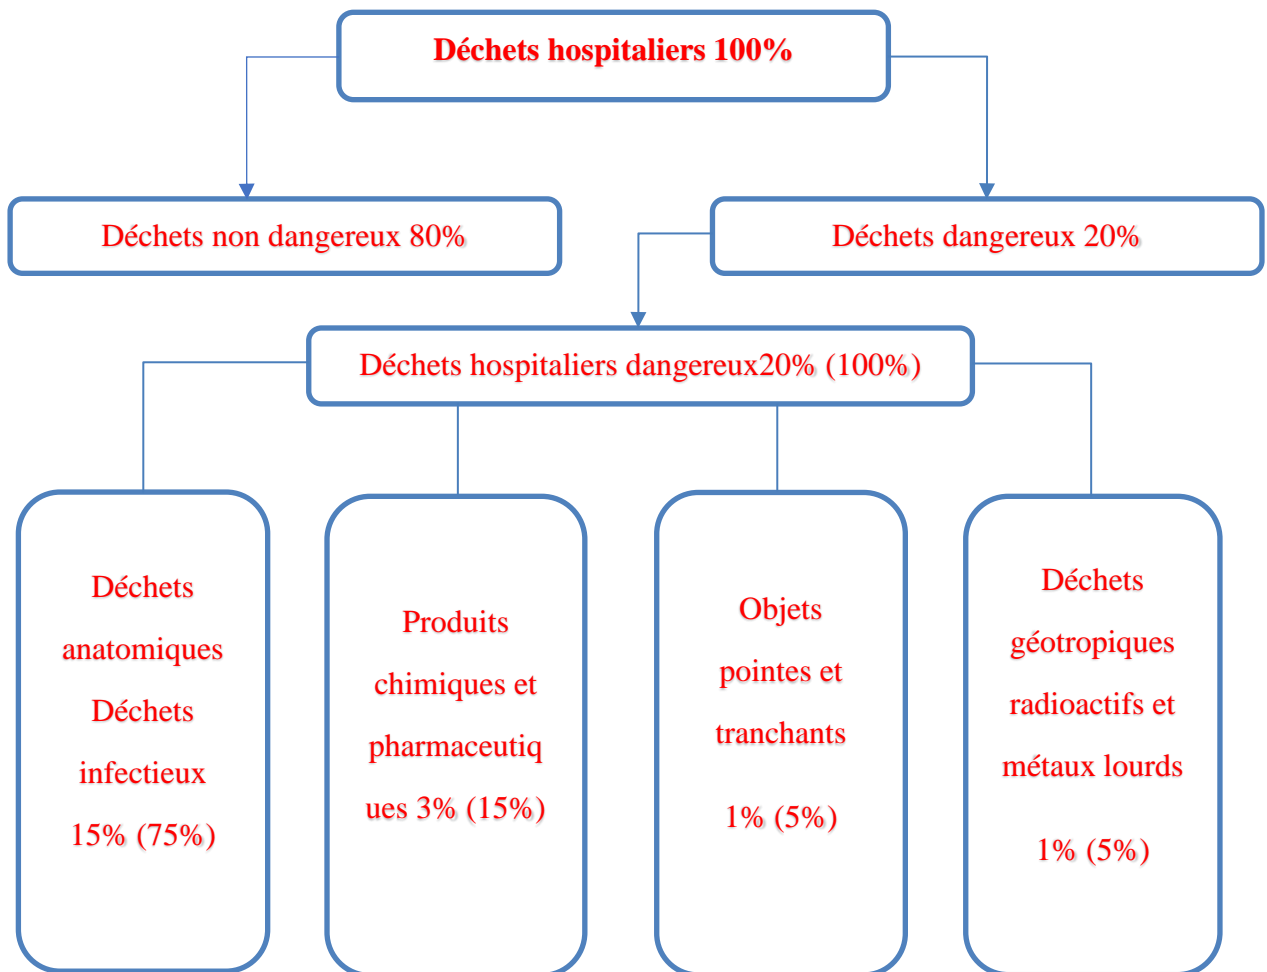 Déchets hospitaliers 100%
Déchets non dangereux 80%
Déchets dangereux 20%
Déchets hospitaliers dangereux20% (100%)
Déchets
anatomiques
Déchets
infectieux
15% (75%)
Produits
chimiques et
pharmaceutiq
ues 3% (15%)
Objets
pointes et
tranchants
1% (5%)
Déchets
géotropiques
radioactifs et
métaux lourds
1% (5%)